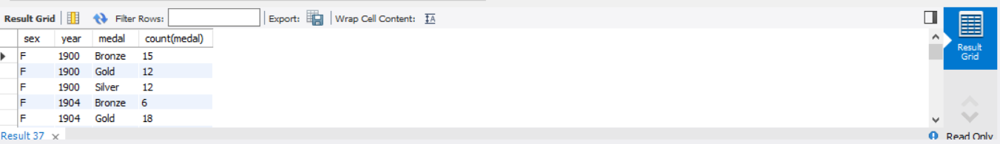 Result Grid Filter Rows: Export: Wrap Cell Content: IA
sex year medal count(medal)
F 1900 Bronze 15
F 1900 Gold 12
F 1900 Silver 12
F 1904 Bronze 6
F 1904 Gold 18
Result
Grid
Result 37 ×
Read Only